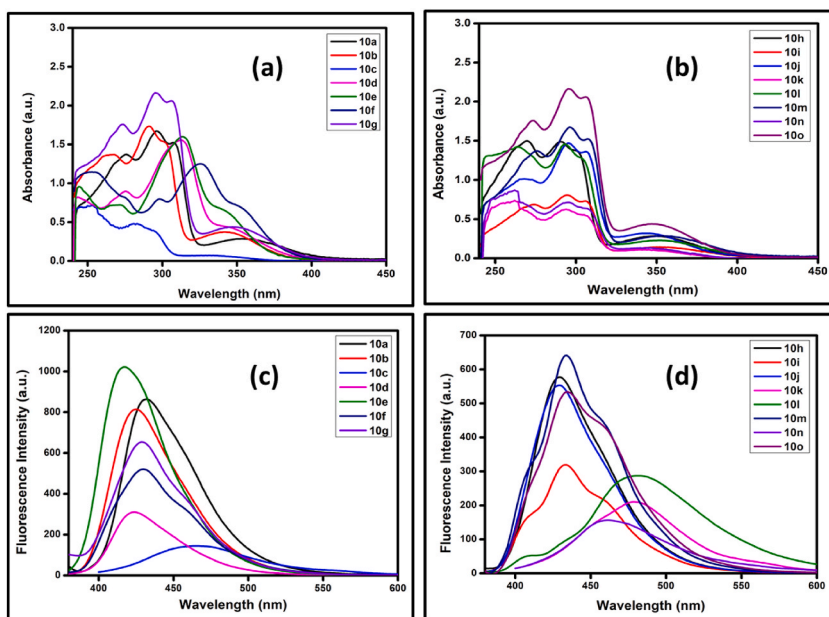 (a)
10a
10b
10c
10d
10e
10f
10g
Absorbance (a.u.)
3.0
2.5
2.0
1.5
1.0
0.5
0.0
250 300 350 400 450
Wavelength (nm)
(b)
10h
10i
10j
10k
10l
10m
10n
10o
Absorbance (a.u.)
3.0
2.5
2.0
1.5
1.0
0.5
0.0
250 300 350 400 450
Wavelength (nm)
(c)
10a
10b
10c
10d
10e
10f
10g
Fluorescence Intensity (a.u.)
1200
1000
800
600
400
200
0
400 450 500 550 600
Wavelength (nm)
(d)
10h
10i
10j
10k
10l
10m
10n
10o
Fluorescence Intensity (a.u.)
700
600
500
400
300
200
100
0
400 450 500 550 600
Wavelength (nm)